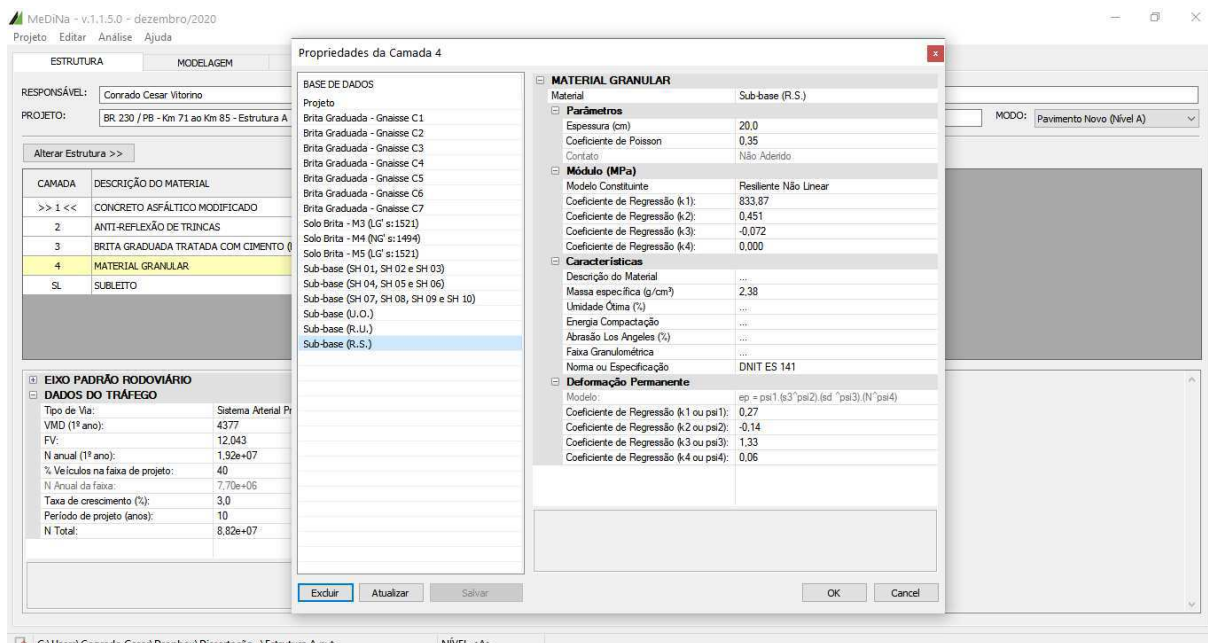 MeDiNa - v.1.1.5.0 - dezembro/2020
Projeto Editar Análise Ajuda
ESTRUTURA MODELAGEM
RESPONSÁVEL: Conrado Cesar Vitorino
PROJETO: BR 230 / PB - Km 71 ao Km 85 - Estrutura A
MODO: Pavimento Novo (Nível A)
Alterar Estrutura >>
CAMADA DESCRIÇÃO DO MATERIAL
>> 1 << CONCRETO ASFÁLTICO MODIFICADO
2 ANTI-REFLEXÃO DE TRINCAS
3 BRITA GRADUADA TRATADA COM CIMENTO
4 MATERIAL GRANULAR
SL SUBLEITO
EIXO PADRÃO RODOVIÁRIO
DADOS DO TRÁFEGO
Tipo de Via: Sistema Arterial
VMD (1º ano): 4377
FV: 12,043
N anual (1º ano): 1,92e+07
% Veículos na faixa de projeto: 40
N Anual da faixa: 7,70e+06
Taxa de crescimento (%): 3,0
Período de projeto (anos): 10
N Total: 8,82e+07
Propriedades da Camada 4
BASE DE DADOS
Projeto
Brita Graduada - Gnaisse C1
Brita Graduada - Gnaisse C2
Brita Graduada - Gnaisse C3
Brita Graduada - Gnaisse C4
Brita Graduada - Gnaisse C5
Brita Graduada - Gnaisse C6
Brita Graduada - Gnaisse C7
Solo Brita - M3 (LG' s:1521)
Solo Brita - M4 (NG' s:1494)
Solo Brita - M5 (LG' s:1521)
Sub-base (SH 01, SH 02 e SH 03)
Sub-base (SH 04, SH 05 e SH 06)
Sub-base (SH 07, SH 08, SH 09 e SH 10)
Sub-base (U.O.)
Sub-base (R.U.)
Sub-base (R.S.)
MATERIAL GRANULAR
Material Sub-base (R.S.)
Parâmetros
Espessura (cm) 20,0
Coeficiente de Poisson 0,35
Contato Não Aderido
Módulo (MPa)
Modelo Constituinte Resiliente Não Linear
Coeficiente de Regressão (k1): 833,87
Coeficiente de Regressão (k2): 0,451
Coeficiente de Regressão (k3): -0,072
Coeficiente de Regressão (k4): 0,000
Características
Descrição do Material ...
Massa específica (g/cm³) 2,38
Umidade Ótima (%) ...
Energia Compactação ...
Abrasão Los Angeles (%) ...
Faixa Granulométrica ...
Norma ou Especificação DNIT ES 141
Deformação Permanente
Modelo: ep = psi1.(s3^psi2).(sd ^psi3).(N^psi4)
Coeficiente de Regressão (k1 ou psi1): 0,27
Coeficiente de Regressão (k2 ou psi2): -0,14
Coeficiente de Regressão (k3 ou psi3): 1,33
Coeficiente de Regressão (k4 ou psi4): 0,06
Excluir Atualizar Salvar OK Cancel